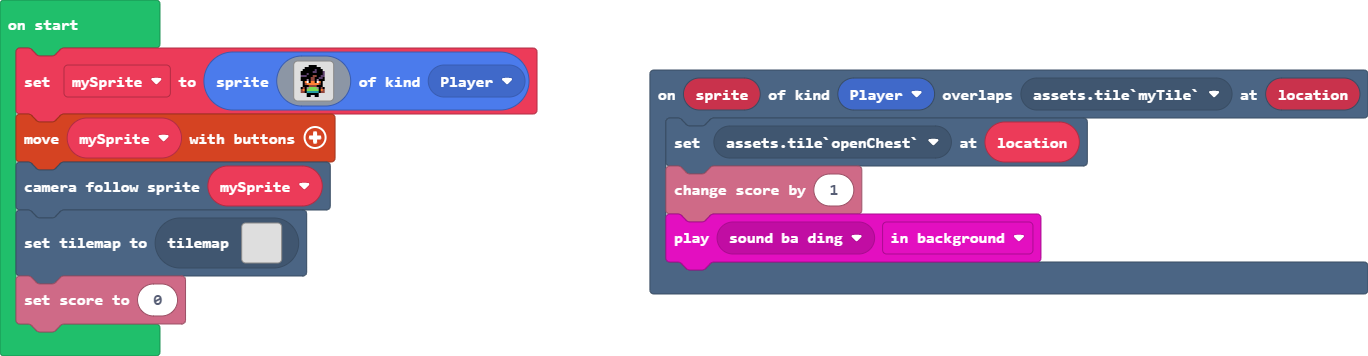 on start
set mySprite to sprite of kind Player
move mySprite with buttons
camera follow sprite mySprite
set tilemap to tilemap
set score to 0
on sprite of kind Player overlaps assets.tile`myTile` at location
set assets.tile`openChest` at location
change score by 1
play sound ba ding in background